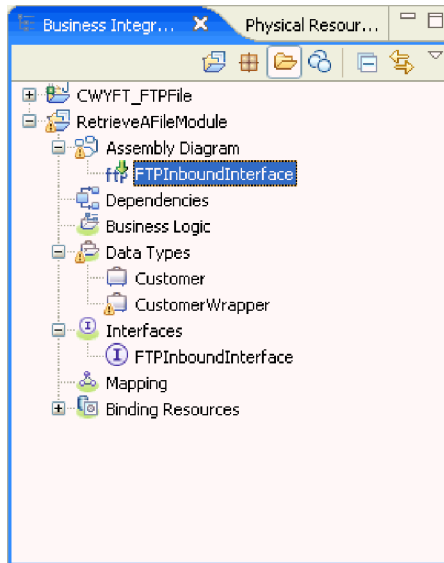 Business Integr... Physical Resour...
CWYFT_FTPFile
RetrieveAFileModule
Assembly Diagram
ftp FTPInboundInterface
Dependencies
Business Logic
Data Types
Customer
CustomerWrapper
Interfaces
I FTPInboundInterface
Mapping
Binding Resources